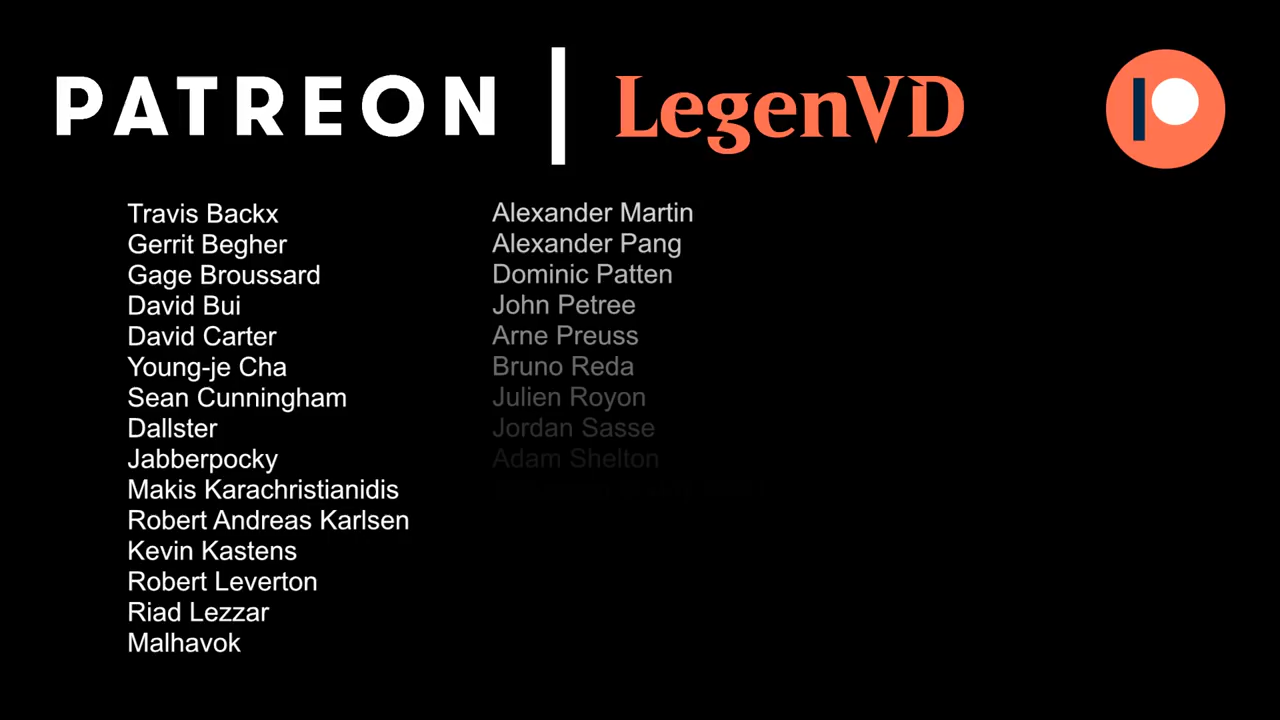 PATREON | LegenVD
Travis Backx
Gerrit Begher
Gage Broussard
David Bui
David Carter
Young-je Cha
Sean Cunningham
Dallster
Jabberpocky
Makis Karachristianidis
Robert Andreas Karlsen
Kevin Kastens
Robert Leverton
Riad Lezzar
Malhavok
Alexander Martin
Alexander Pang
Dominic Patten
John Petree
Arne Preuss
Bruno Reda
Julien Royon
Jordan Sasse
Adam Shelton